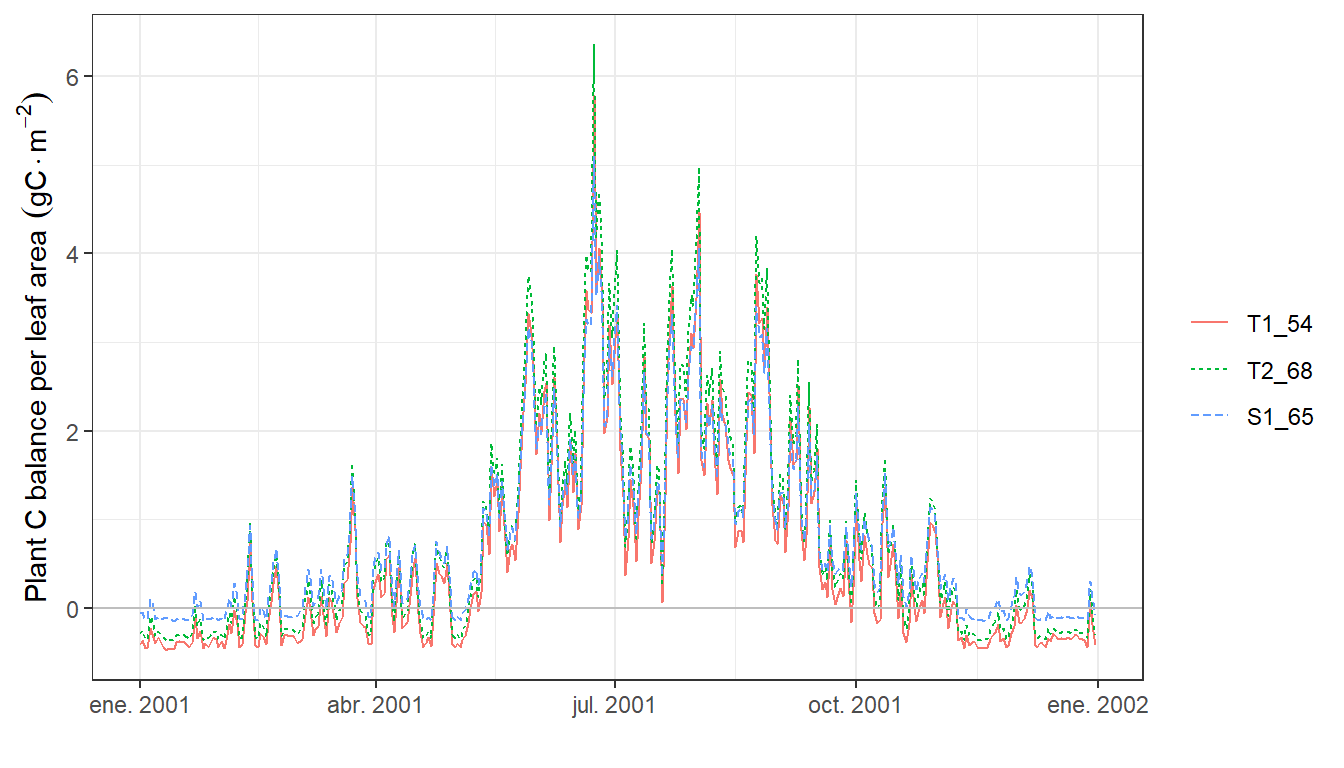 Plant C balance per leaf area (gC · m⁻²)
6
4
2
0
ene. 2001
abr. 2001
jul. 2001
oct. 2001
ene. 2002
T1_54
T2_68
S1_65